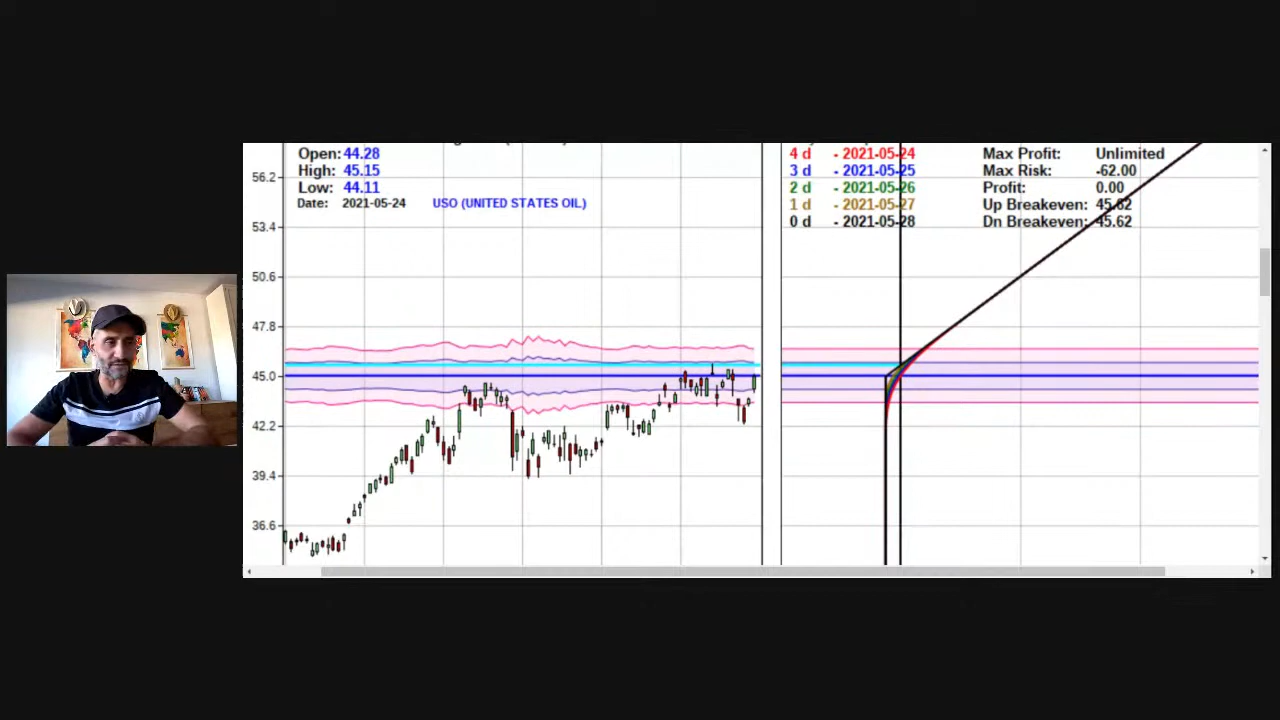 Open: 44.28
High: 45.15
Low: 44.11
Date: 2021-05-24 USO (UNITED STATES OIL)
56.2
53.4
50.6
47.8
45.0
42.2
39.4
36.6
4 d - 2021-05-24
3 d - 2021-05-25
2 d - 2021-05-26
1 d - 2021-05-27
0 d - 2021-05-28
Max Profit: Unlimited
Max Risk: -62.00
Profit: 0.00
Up Breakeven: 45.62
Dn Breakeven: 45.62